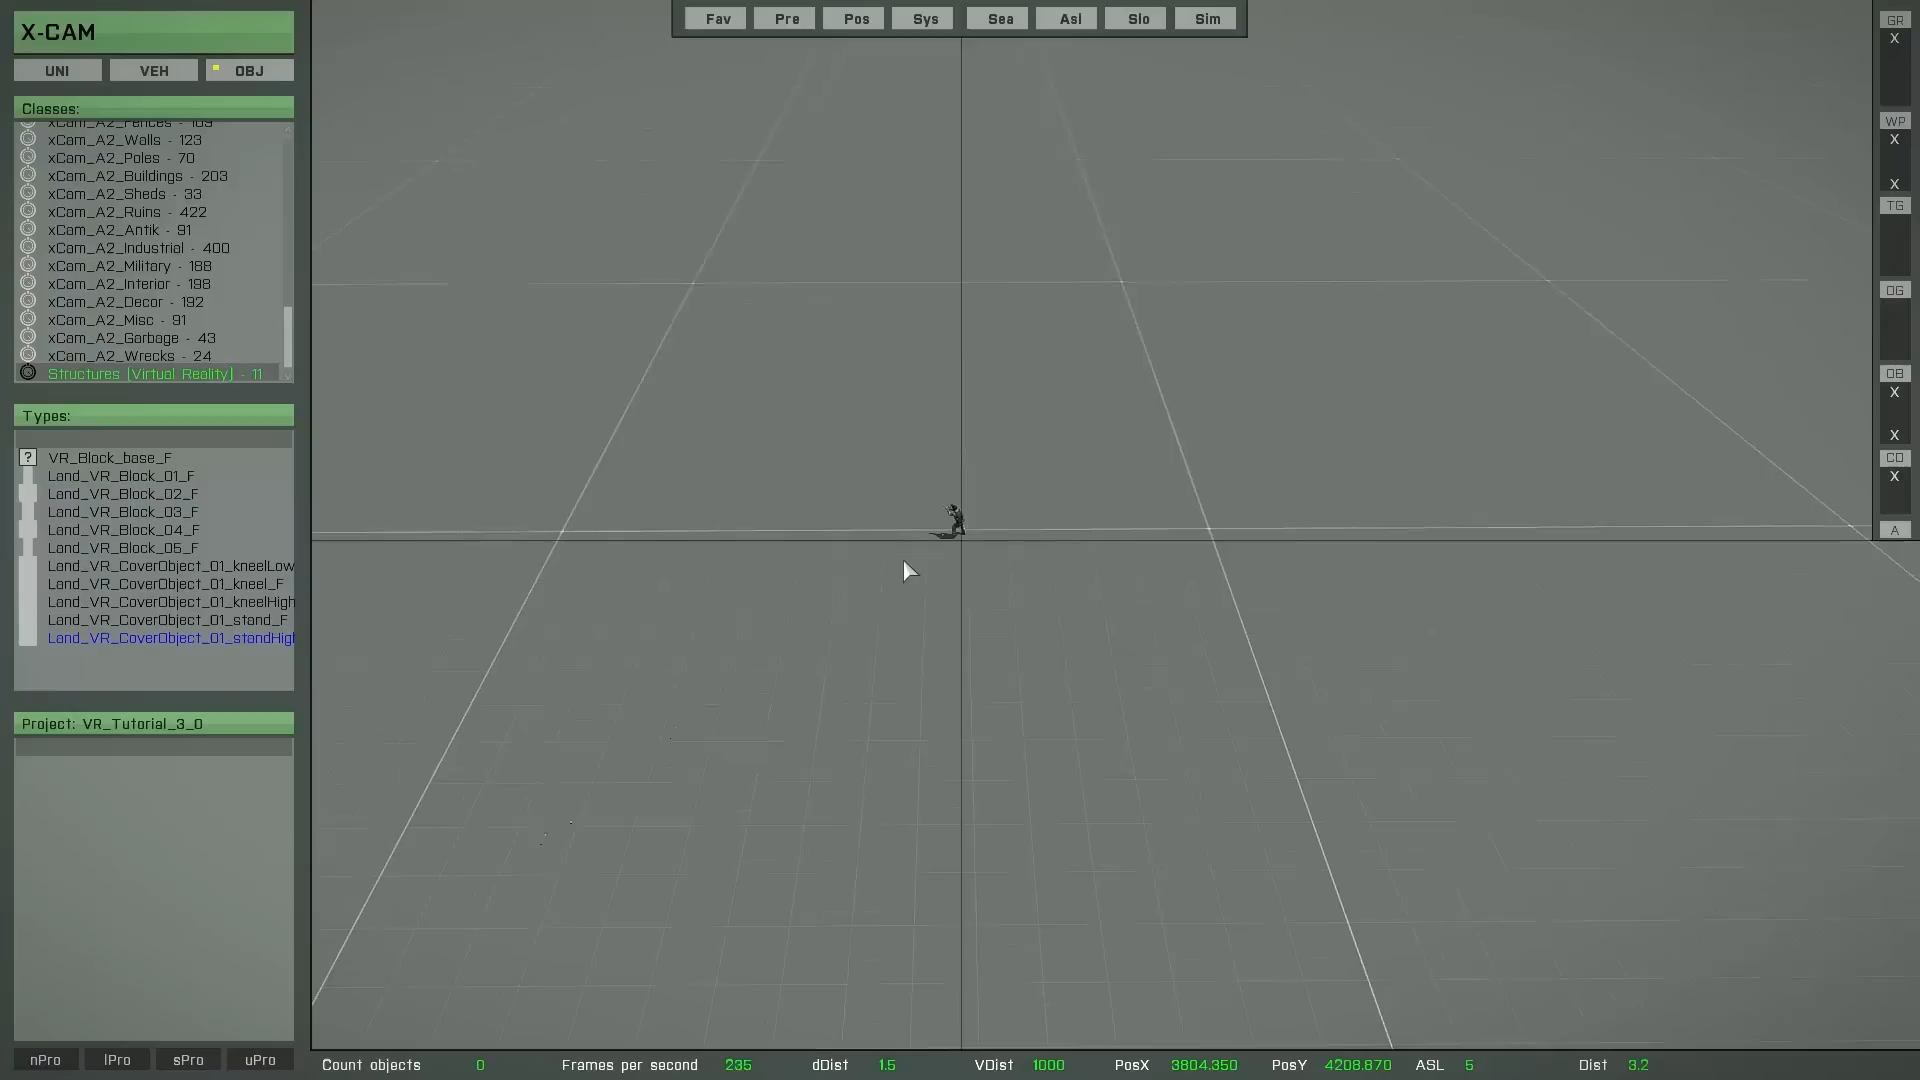 X-CAM
UNI VEH OBJ
Classes:
xCam_A2_Fences - 109
xCam_A2_Walls - 123
xCam_A2_Poles - 70
xCam_A2_Buildings - 203
xCam_A2_Sheds - 33
xCam_A2_Ruins - 422
xCam_A2_Antik - 91
xCam_A2_Industrial - 400
xCam_A2_Military - 188
xCam_A2_Interior - 198
xCam_A2_Decor - 192
xCam_A2_Misc - 91
xCam_A2_Garbage - 43
xCam_A2_Wrecks - 24
Structures (Virtual Reality) - 11
Types:
? VR_Block_base_F
Land_VR_Block_01_F
Land_VR_Block_02_F
Land_VR_Block_03_F
Land_VR_Block_04_F
Land_VR_Block_05_F
Land_VR_CoverObject_01_kneelLow
Land_VR_CoverObject_01_kneel_F
Land_VR_CoverObject_01_kneelHigh
Land_VR_CoverObject_01_stand_F
Land_VR_CoverObject_01_standHigh
Project: VR_Tutorial_3_0
nPro lPro sPro uPro
Fav Pre Pos Sys Sea Asl Slo Sim
GR
X
WP
X
X
TG
OG
OB
X
X
CO
X
A
Count objects 0 Frames per second 235 dDist 1.5 VDist 1000 PosX 3804.350 PosY 4208.870 ASL 5 Dist 3.2